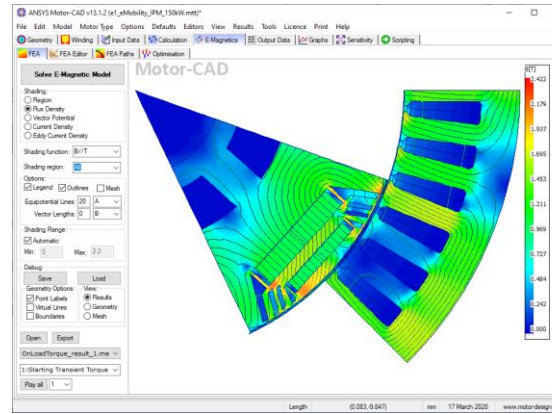 ANSYS Motor-CAD v13.1.2 (e1_eMobility_IPM_150kW.mtt)*
File Edit Model Motor Type Options Defaults Editors View Results Tools Licence Print Help
Geometry Winding Input Data Calculation E-Magnetics Output Data Graphs Sensitivity Scripting
FEA FEA Editor FEA Paths Optimisation
Solve E-Magnetic Model
Motor-CAD
B[T]
Shading:
Region
Flux Density
Vector Potential
Current Density
Eddy Current Density
Shading function: B//T
Shading region:
Options:
Legend Outlines Mesh
Equipotential Lines: 20 A
Vector Lengths: 0 B
Shading Range:
Automatic
Min: 0 Max: 2.2
Debug:
Save Load
Geometry Options: View:
Point Labels Results
Virtual Lines Geometry
Boundaries Mesh
Open Export
OnLoadTorque_result_1.me
1:Starting Transient Torque
Play all 1
2.422
2.179
1.937
1.453
1.211
0.969
0.727
0.484
0.242
0.000
Length (0.083,-9.847) mm 17 March 2020 www.motordesign